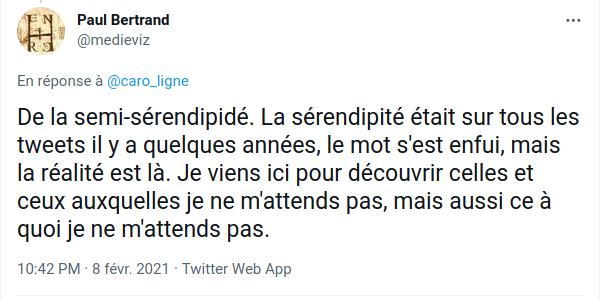 Paul Bertrand
@medieviz
En réponse à @caro_ligne
De la semi-sérendipidé. La sérendipité était sur tous les
tweets il y a quelques années, le mot s'est enfui, mais
la réalité est là. Je viens ici pour découvrir celles et
ceux auxquelles je ne m'attends pas, mais aussi ce à
quoi je ne m'attends pas.
10:42 PM · 8 févr. 2021 · Twitter Web App